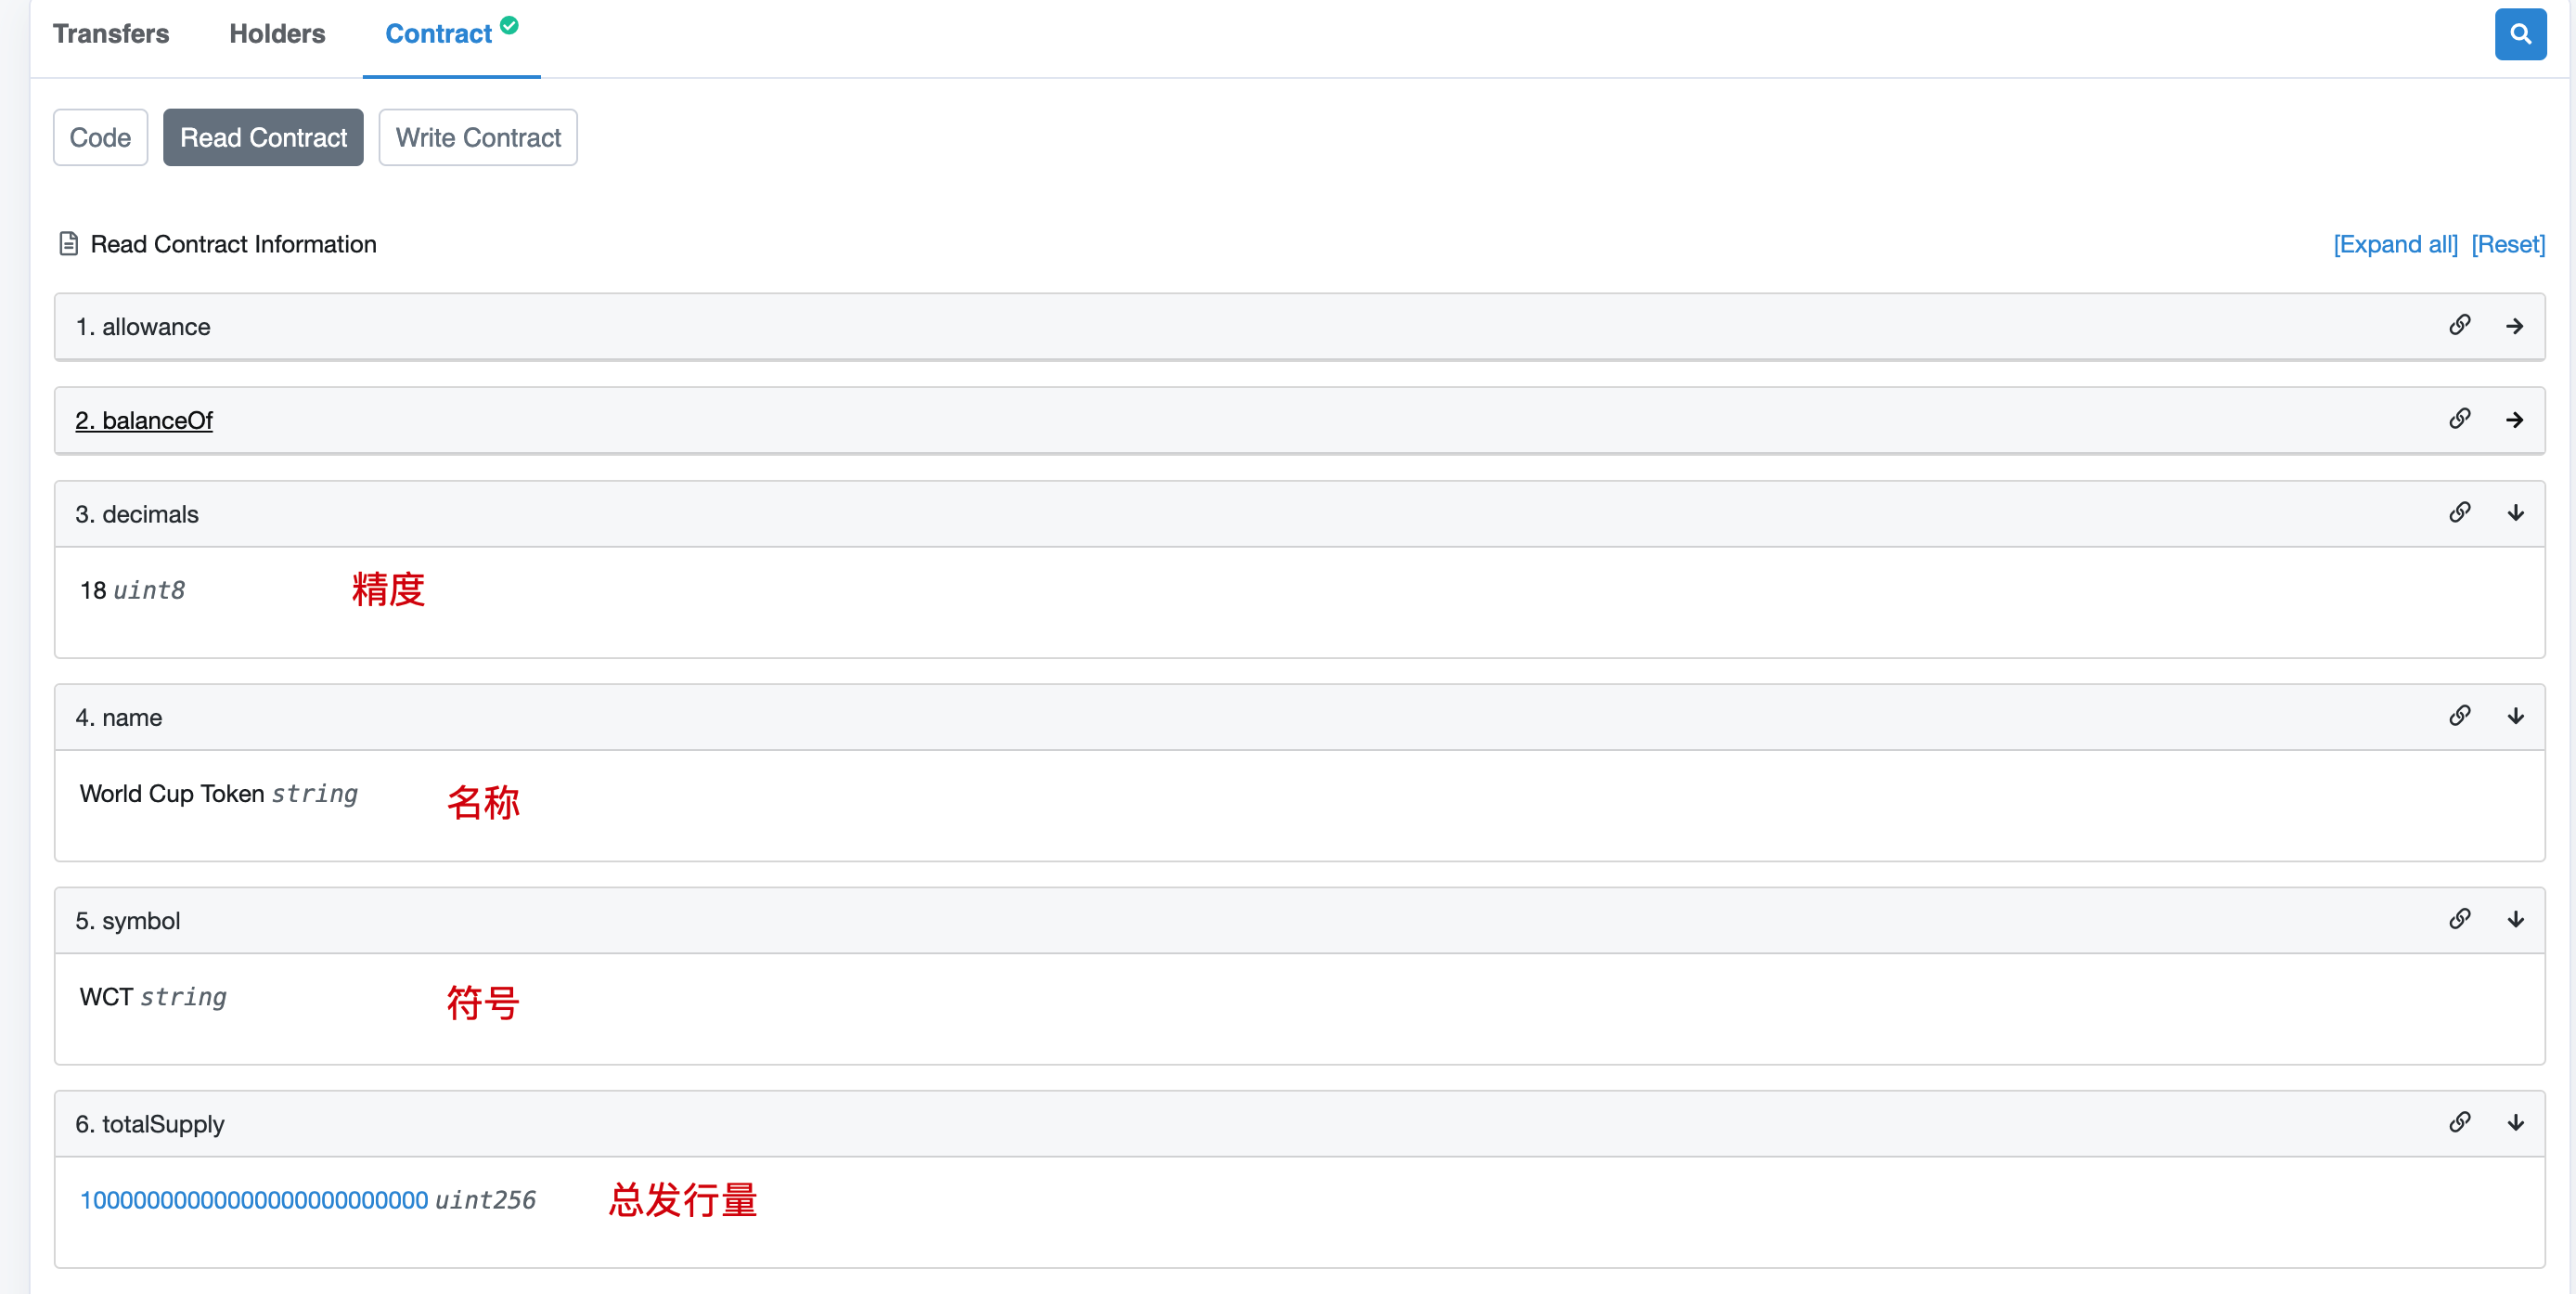 Transfers Holders Contract
Code Read Contract Write Contract
Read Contract Information [Expand all] [Reset]
1. allowance
2. balanceOf
3. decimals
18 uint8 精度
4. name
World Cup Token string 名称
5. symbol
WCT string 符号
6. totalSupply
10000000000000000000000000 uint256 总发行量